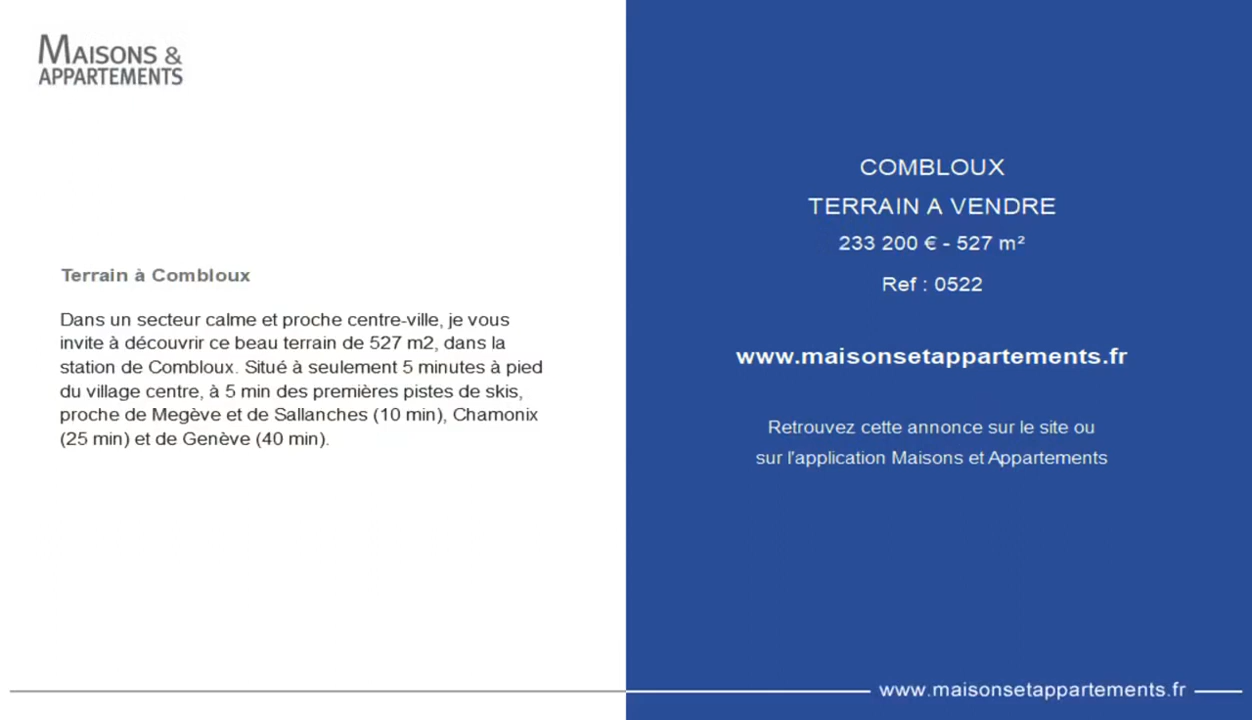 MAISONS &
APPARTEMENTS
Terrain à Combloux
Dans un secteur calme et proche centre-ville, je vous
invite à découvrir ce beau terrain de 527 m2, dans la
station de Combloux. Situé à seulement 5 minutes à pied
du village centre, à 5 min des premières pistes de skis,
proche de Megève et de Sallanches (10 min), Chamonix
(25 min) et de Genève (40 min).
COMBLOUX
TERRAIN A VENDRE
233 200 € - 527 m²
Ref : 0522
www.maisonsetappartements.fr
Retrouvez cette annonce sur le site ou
sur l'application Maisons et Appartements
www.maisonsetappartements.fr